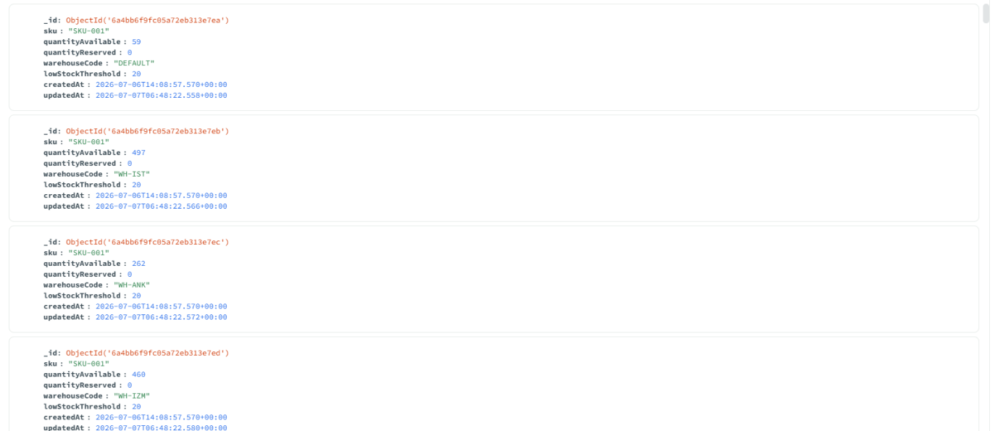 _id: ObjectId('6a4bb6f9fc05a72eb313e7ea')
sku : "SKU-001"
quantityAvailable : 59
quantityReserved : 0
warehouseCode : "DEFAULT"
lowStockThreshold : 20
createdAt : 2026-07-06T14:08:57.570+00:00
updatedAt : 2026-07-07T06:48:22.558+00:00
_id: ObjectId('6a4bb6f9fc05a72eb313e7eb')
sku : "SKU-001"
quantityAvailable : 497
quantityReserved : 0
warehouseCode : "WH-IST"
lowStockThreshold : 20
createdAt : 2026-07-06T14:08:57.570+00:00
updatedAt : 2026-07-07T06:48:22.566+00:00
_id: ObjectId('6a4bb6f9fc05a72eb313e7ec')
sku : "SKU-001"
quantityAvailable : 262
quantityReserved : 0
warehouseCode : "WH-ANK"
lowStockThreshold : 20
createdAt : 2026-07-06T14:08:57.570+00:00
updatedAt : 2026-07-07T06:48:22.572+00:00
_id: ObjectId('6a4bb6f9fc05a72eb313e7ed')
sku : "SKU-001"
quantityAvailable : 460
quantityReserved : 0
warehouseCode : "WH-IZM"
lowStockThreshold : 20
createdAt : 2026-07-06T14:08:57.570+00:00
updatedAt : 2026-07-07T06:48:22.580+00:00